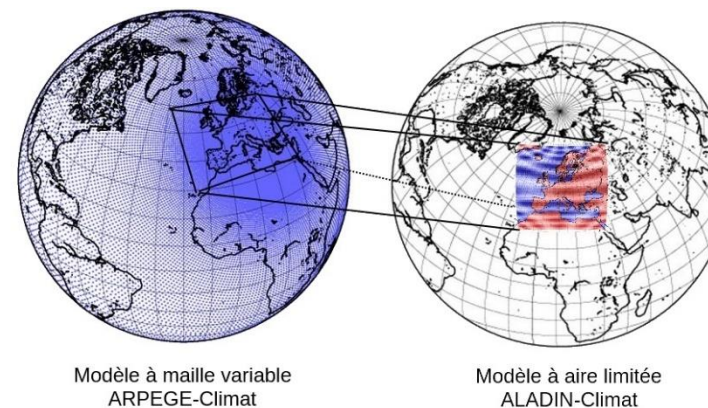 Modèle à maille variable
ARPEGE-Climat
Modèle à aire limitée
ALADIN-Climat